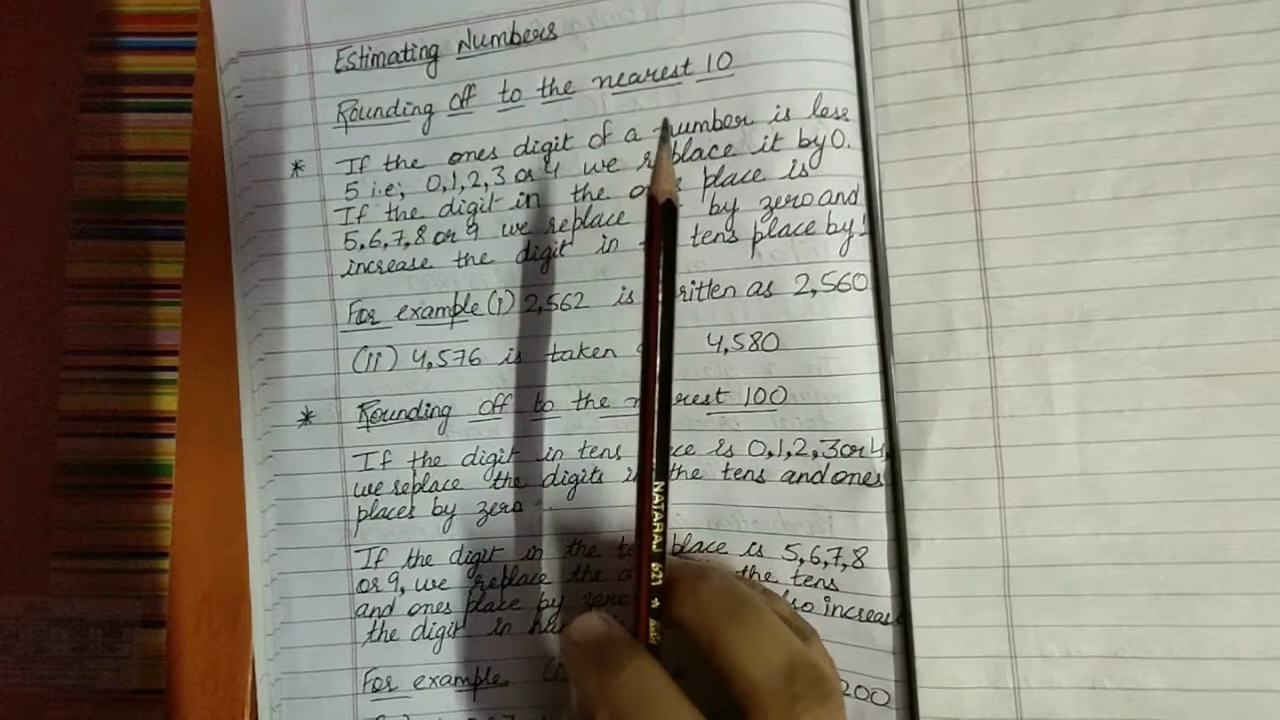 Estimating Numbers
Rounding off to the nearest 10
* If the ones digit of a number is less
5 i.e; 0,1,2,3 or 4 we replace it by 0.
If the digit in the place is
5,6,7,8 or 9 we replace by zero and
increase the digit in tens place by 1
For example (i) 2,562 is written as 2,560
(ii) 4,576 is taken 4,580
* Rounding off to the nearest 100
If the digit in tens place is 0,1,2,3 or 4,
we replace the digits in the tens and ones
places by zero.
If the digit in the tens place is 5,6,7,8
or 9, we replace the the tens
and ones place by zero also increase
the digit in
For example. 200
NATARAJ 621